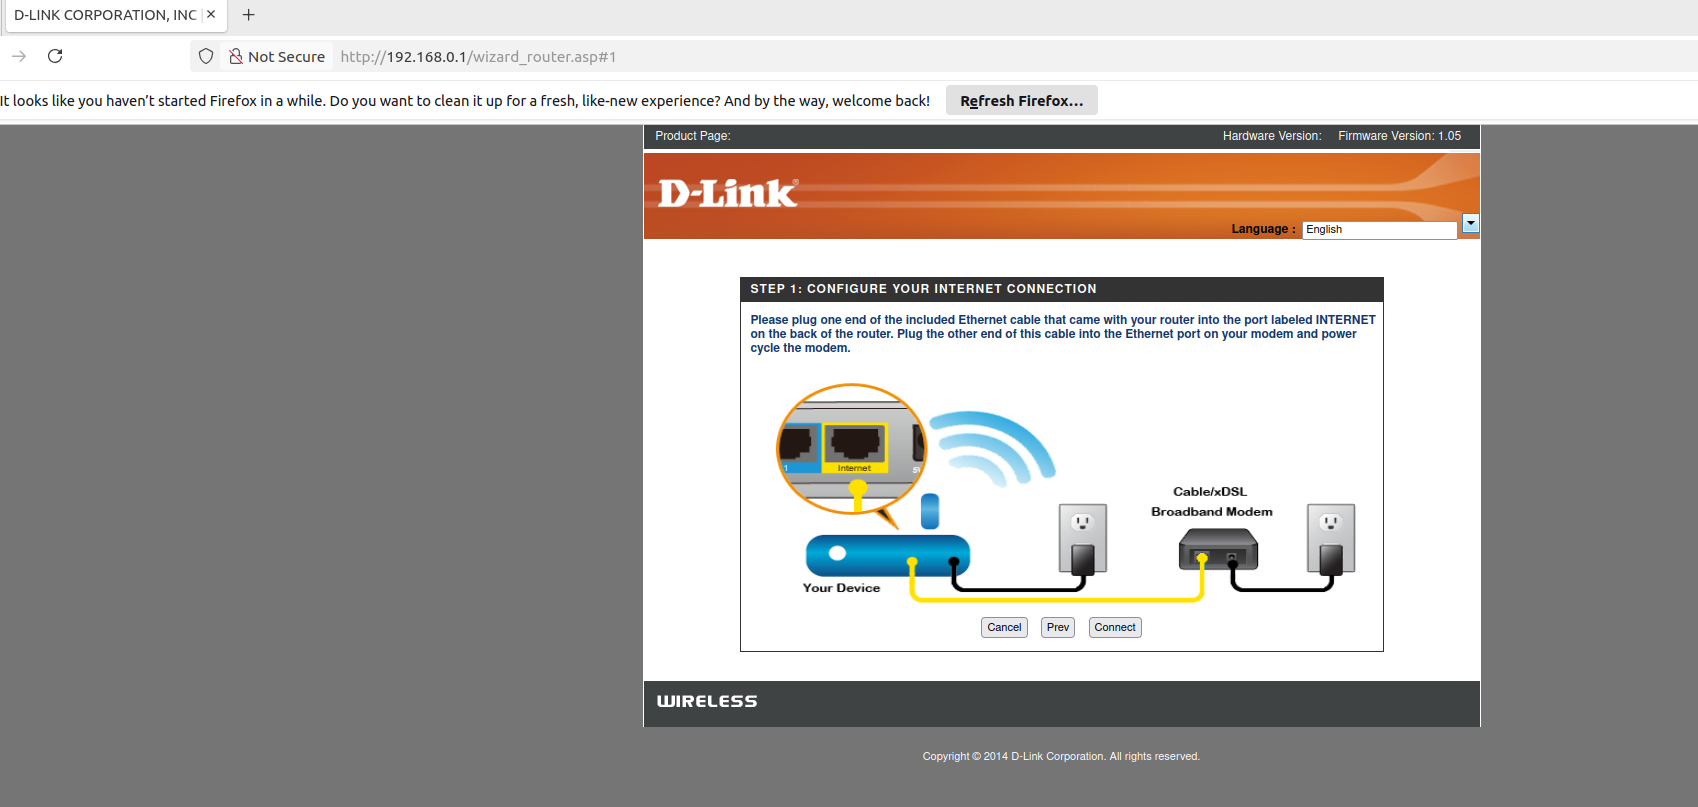 D-LINK CORPORATION, INC
Not Secure http://192.168.0.1/wizard_router.asp#1
It looks like you haven't started Firefox in a while. Do you want to clean it up for a fresh, like-new experience? And by the way, welcome back! Refresh Firefox...
Product Page: Hardware Version: Firmware Version: 1.05
D-Link®
Language : English
STEP 1: CONFIGURE YOUR INTERNET CONNECTION
Please plug one end of the included Ethernet cable that came with your router into the port labeled INTERNET
on the back of the router. Plug the other end of this cable into the Ethernet port on your modem and power
cycle the modem.
1 Internet 5V
Cable/xDSL
Broadband Modem
Your Device
Cancel Prev Connect
WIRELESS
Copyright © 2014 D-Link Corporation. All rights reserved.